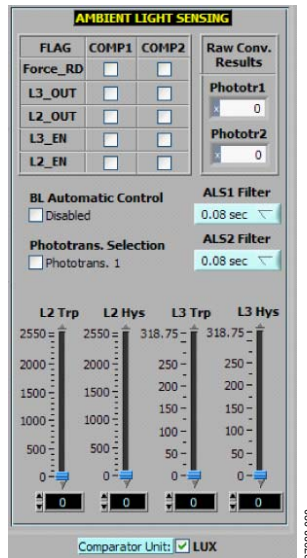 AMBIENT LIGHT SENSING
FLAG COMP1 COMP2
Force_RD
L3_OUT
L2_OUT
L3_EN
L2_EN
Raw Conv.
Results
Phototr1
x 0
Phototr2
x 0
BL Automatic Control
Disabled
ALS1 Filter
0.08 sec
Phototrans. Selection
Phototrans. 1
ALS2 Filter
0.08 sec
L2 Trp L2 Hys L3 Trp L3 Hys
2550 2550 318.75 318.75
2000 2000 250 250
200 200
1500 1500
150 150
1000 1000
100 100
500 500
50 50
0 0 0 0
0 0 0 0
Comparator Unit: LUX